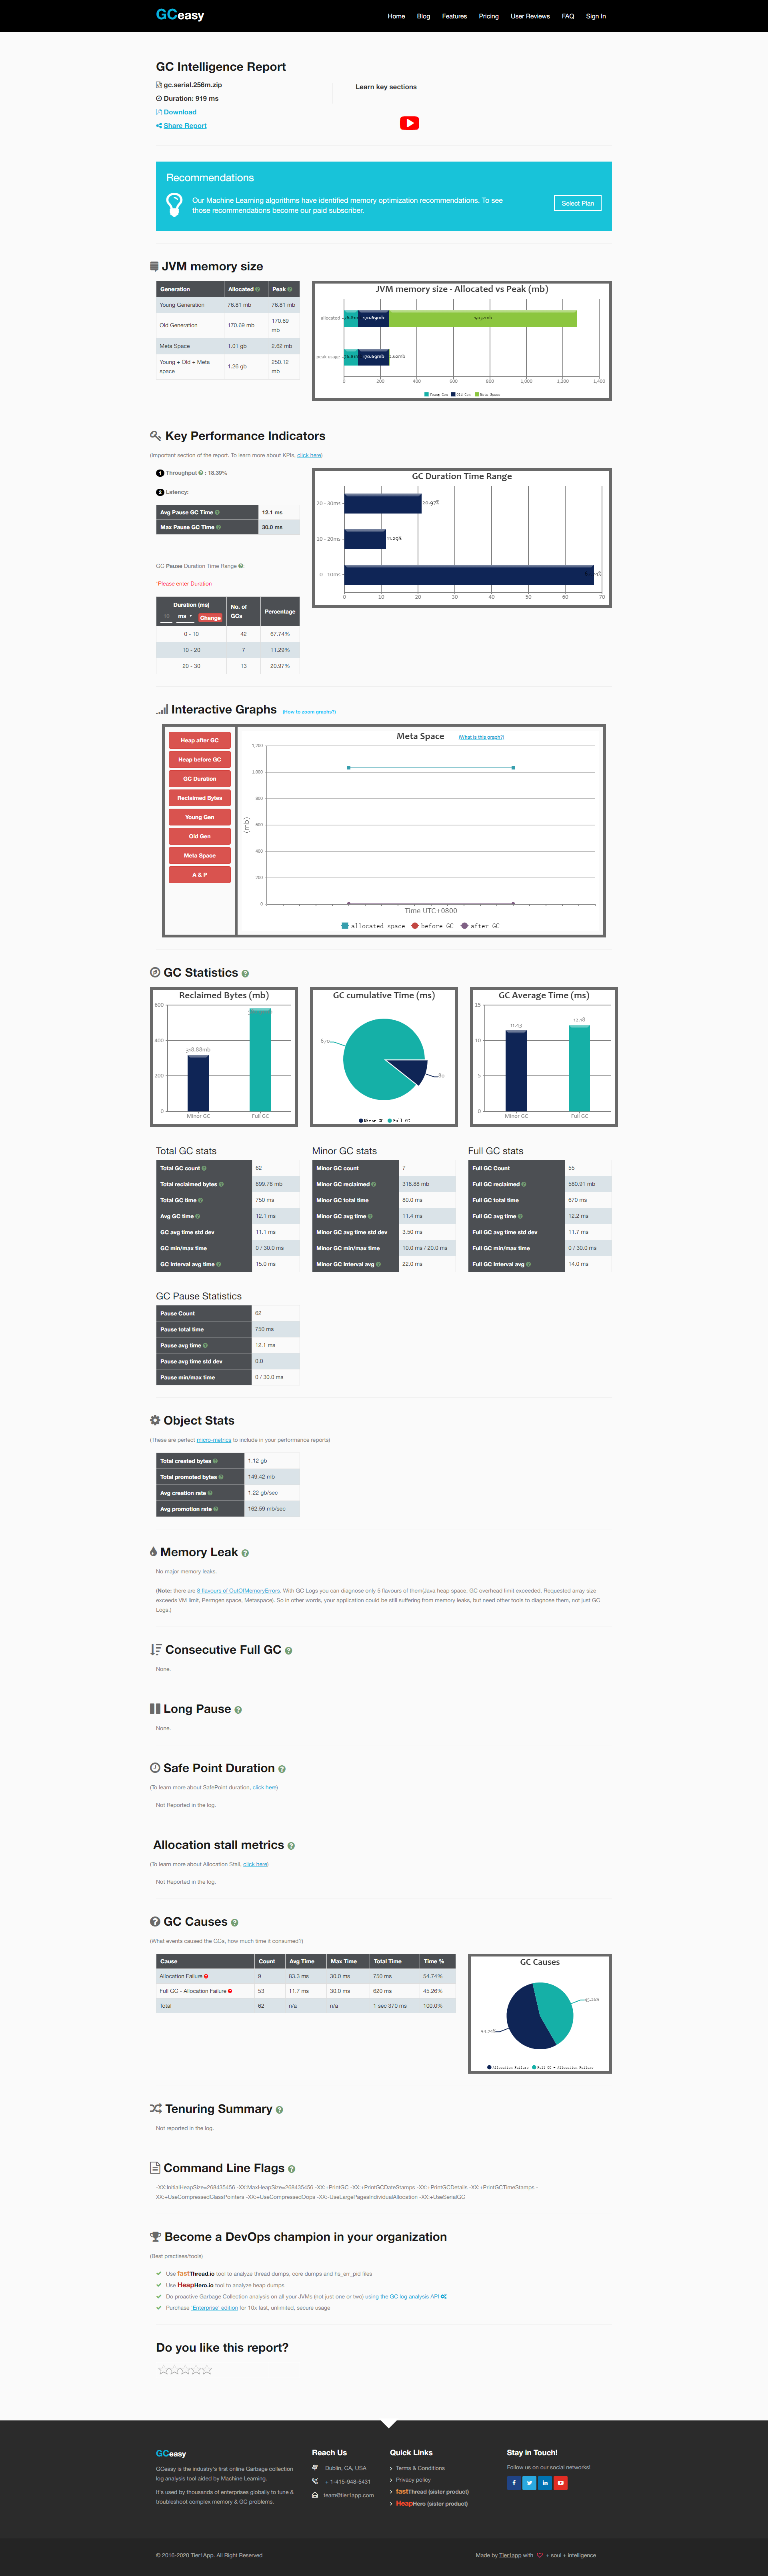 GCeasy
Home Blog Features Pricing User Reviews FAQ Sign In
GC Intelligence Report
gc.serial.256m.zip
Duration: 919 ms
Download
Share Report
Learn key sections
Recommendations
Our Machine Learning algorithms have identified memory optimization recommendations. To see
those recommendations become our paid subscriber.
Select Plan
JVM memory size
Generation Allocated Peak
Young Generation 76.81 mb 76.81 mb
Old Generation 170.69 mb 170.69 mb
Meta Space 1.01 gb 2.62 mb
Young + Old + Meta space 1.26 gb 250.12 mb
JVM memory size - Allocated vs Peak (mb)
allocated 170.69mb
peak usage 170.69mb
0 200 400 600 800 1,000 1,200 1,400
Young Gen Old Gen Meta Space
Key Performance Indicators
(Important section of the report. To learn more about KPIs, click here)
1 Throughput : 18.39%
2 Latency:
Avg Pause GC Time 12.1 ms
Max Pause GC Time 30.0 ms
GC Pause Duration Time Range :
*Please enter Duration
Duration (ms) ms Change No. of GCs Percentage
0 - 10 42 67.74%
10 - 20 7 11.29%
20 - 30 13 20.97%
GC Duration Time Range
20 - 30ms 20.97%
10 - 20ms 11.29%
0 - 10ms
0 10 20 30 40 50 60 70
Interactive Graphs (How to zoom graphs?)
Heap after GC
Heap before GC
GC Duration
Reclaimed Bytes
Young Gen
Old Gen
Meta Space
A & P
Meta Space (What is this graph?)
(mb)
1,200
1,000
800
600
400
200
0
Time UTC+0800
allocated space before GC after GC
GC Statistics
Reclaimed Bytes (mb)
600
400
200
0
318.88mb
Minor GC Full GC
GC cumulative Time (ms)
670
80
Minor GC Full GC
GC Average Time (ms)
15
10
5
0
11.43
12.18
Minor GC Full GC
Total GC stats
Total GC count 62
Total reclaimed bytes 899.78 mb
Total GC time 750 ms
Avg GC time 12.1 ms
GC avg time std dev 11.1 ms
GC min/max time 0 / 30.0 ms
GC Interval avg time 15.0 ms
Minor GC stats
Minor GC count 7
Minor GC reclaimed 318.88 mb
Minor GC total time 80.0 ms
Minor GC avg time 11.4 ms
Minor GC avg time std dev 3.50 ms
Minor GC min/max time 10.0 ms / 20.0 ms
Minor GC Interval avg 22.0 ms
Full GC stats
Full GC Count 55
Full GC reclaimed 580.91 mb
Full GC total time 670 ms
Full GC avg time 12.2 ms
Full GC avg time std dev 11.7 ms
Full GC min/max time 0 / 30.0 ms
Full GC Interval avg 14.0 ms
GC Pause Statistics
Pause Count 62
Pause total time 750 ms
Pause avg time 12.1 ms
Pause avg time std dev 0.0
Pause min/max time 0 / 30.0 ms
Object Stats
(These are perfect micro-metrics to include in your performance reports)
Total created bytes 1.12 gb
Total promoted bytes 149.42 mb
Avg creation rate 1.22 gb/sec
Avg promotion rate 162.59 mb/sec
Memory Leak
No major memory leaks.
(Note: there are 8 flavours of OutOfMemoryErrors. With GC Logs you can diagnose only 5 flavours of them(Java heap space, GC overhead limit exceeded, Requested array size
exceeds VM limit, Permgen space, Metaspace). So in other words, your application could be still suffering from memory leaks, but need other tools to diagnose them, not just GC
Logs.)
Consecutive Full GC
None.
Long Pause
None.
Safe Point Duration
(To learn more about SafePoint duration, click here)
Not Reported in the log.
Allocation stall metrics
(To learn more about Allocation Stall, click here)
Not Reported in the log.
GC Causes
(What events caused the GCs, how much time it consumed?)
Cause Count Avg Time Max Time Total Time Time %
Allocation Failure 9 83.3 ms 30.0 ms 750 ms 54.74%
Full GC - Allocation Failure 53 11.7 ms 30.0 ms 620 ms 45.26%
Total 62 n/a n/a 1 sec 370 ms 100.0%
GC Causes
45.26%
54.74%
Allocation Failure Full GC - Allocation Failure
Tenuring Summary
Not reported in the log.
Command Line Flags
-XX:InitialHeapSize=268435456 -XX:MaxHeapSize=268435456 -XX:+PrintGC -XX:+PrintGCDateStamps -XX:+PrintGCDetails -XX:+PrintGCTimeStamps -
XX:+UseCompressedClassPointers -XX:+UseCompressedOops -XX:-UseLargePagesIndividualAllocation -XX:+UseSerialGC
Become a DevOps champion in your organization
(Best practises/tools)
Use fastThread.io tool to analyze thread dumps, core dumps and hs_err_pid files
Use HeapHero.io tool to analyze heap dumps
Do proactive Garbage Collection analysis on all your JVMs (not just one or two) using the GC log analysis API
Purchase 'Enterprise' edition for 10x fast, unlimited, secure usage
Do you like this report?
GCeasy
GCeasy is the industry's first online Garbage collection
log analysis tool aided by Machine Learning.
It's used by thousands of enterprises globally to tune &
troubleshoot complex memory & GC problems.
Reach Us
Dublin, CA, USA
+ 1-415-948-5431
team@tier1app.com
Quick Links
Terms & Conditions
Privacy policy
fastThread (sister product)
HeapHero (sister product)
Stay in Touch!
Follow us on our social networks!
© 2016-2020 Tier1App. All Right Reserved
Made by Tier1app with + soul + intelligence